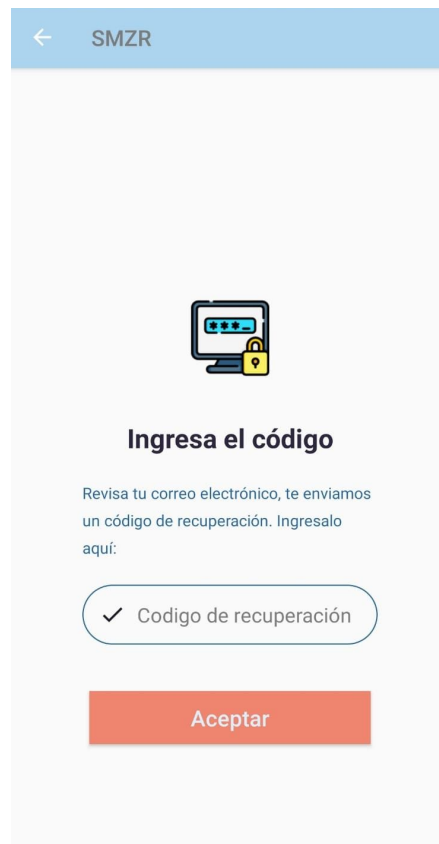 SMZR
***_
Ingresa el código
Revisa tu correo electrónico, te enviamos
un código de recuperación. Ingresalo
aquí:
Codigo de recuperación
Aceptar